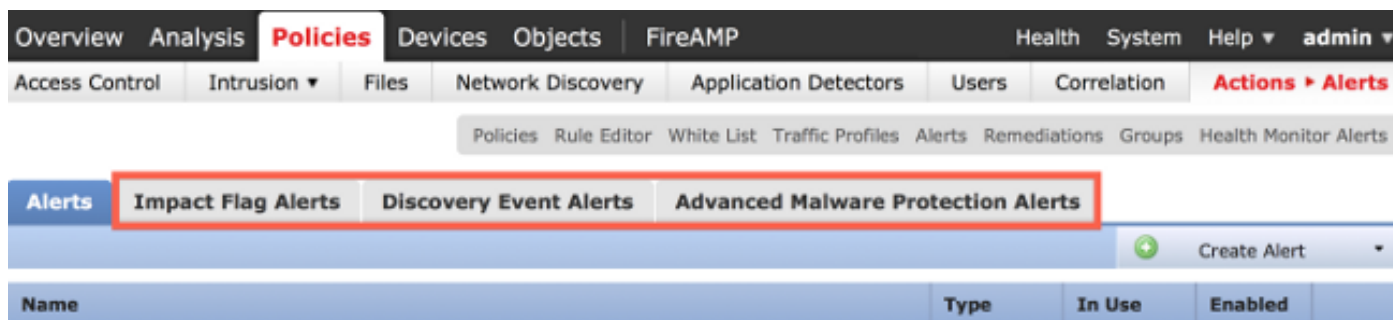 Overview Analysis Policies Devices Objects FireAMP Health System Help ▼ admin ▼
Access Control Intrusion ▼ Files Network Discovery Application Detectors Users Correlation Actions ▸ Alerts
Policies Rule Editor White List Traffic Profiles Alerts Remediations Groups Health Monitor Alerts
Alerts Impact Flag Alerts Discovery Event Alerts Advanced Malware Protection Alerts
Create Alert
Name Type In Use Enabled